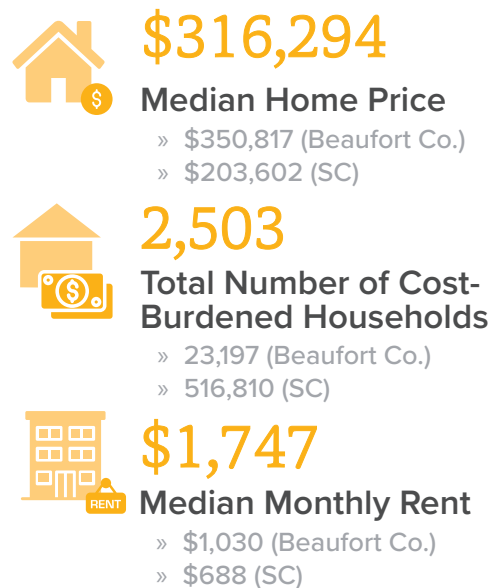 $316,294
$
Median Home Price
» $350,817 (Beaufort Co.)
» $203,602 (SC)
2,503
$
Total Number of Cost-
Burdened Households
» 23,197 (Beaufort Co.)
» 516,810 (SC)
$1,747
RENT
Median Monthly Rent
» $1,030 (Beaufort Co.)
» $688 (SC)